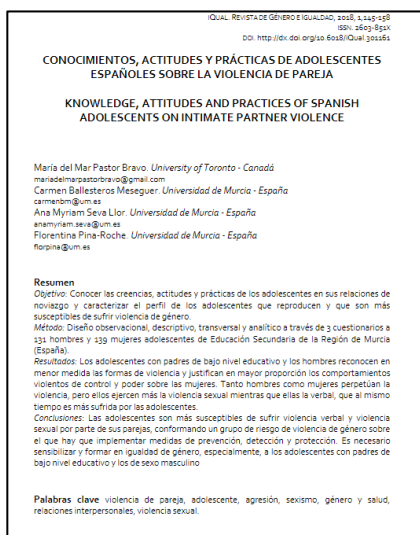 IQUAL. REVISTA DE GÉNERO E IGUALDAD, 2018, 1,145-158
ISSN. 2603-851X
DOI. http://dx.doi.org/10.6018/iQual.301161
CONOCIMIENTOS, ACTITUDES Y PRÁCTICAS DE ADOLESCENTES
ESPAÑOLES SOBRE LA VIOLENCIA DE PAREJA
KNOWLEDGE, ATTITUDES AND PRACTICES OF SPANISH
ADOLESCENTS ON INTIMATE PARTNER VIOLENCE
María del Mar Pastor Bravo. University of Toronto - Canadá
mariadelmarpastorbravo@gmail.com
Carmen Ballesteros Meseguer. Universidad de Murcia - España
carmenbm@um.es
Ana Myriam Seva Llor. Universidad de Murcia - España
anamyriam.seva@um.es
Florentina Pina-Roche. Universidad de Murcia - España
florpina@um.es
Resumen
Objetivo: Conocer las creencias, actitudes y prácticas de los adolescentes en sus relaciones de
noviazgo y caracterizar el perfil de los adolescentes que reproducen y que son más
susceptibles de sufrir violencia de género.
Método: Diseño observacional, descriptivo, transversal y analítico a través de 3 cuestionarios a
131 hombres y 139 mujeres adolescentes de Educación Secundaria de la Región de Murcia
(España).
Resultados: Los adolescentes con padres de bajo nivel educativo y los hombres reconocen en
menor medida las formas de violencia y justifican en mayor proporción los comportamientos
violentos de control y poder sobre las mujeres. Tanto hombres como mujeres perpetúan la
violencia, pero ellos ejercen más la violencia sexual mientras que ellas la verbal, que al mismo
tiempo es más sufrida por las adolescentes.
Conclusiones: Las adolescentes son más susceptibles de sufrir violencia verbal y violencia
sexual por parte de sus parejas, conformando un grupo de riesgo de violencia de género sobre
el que hay que implementar medidas de prevención, detección y protección. Es necesario
sensibilizar y formar en igualdad de género, especialmente, a los adolescentes con padres de
bajo nivel educativo y los de sexo masculino
Palabras clave violencia de pareja, adolescente, agresión, sexismo, género y salud,
relaciones interpersonales, violencia sexual.